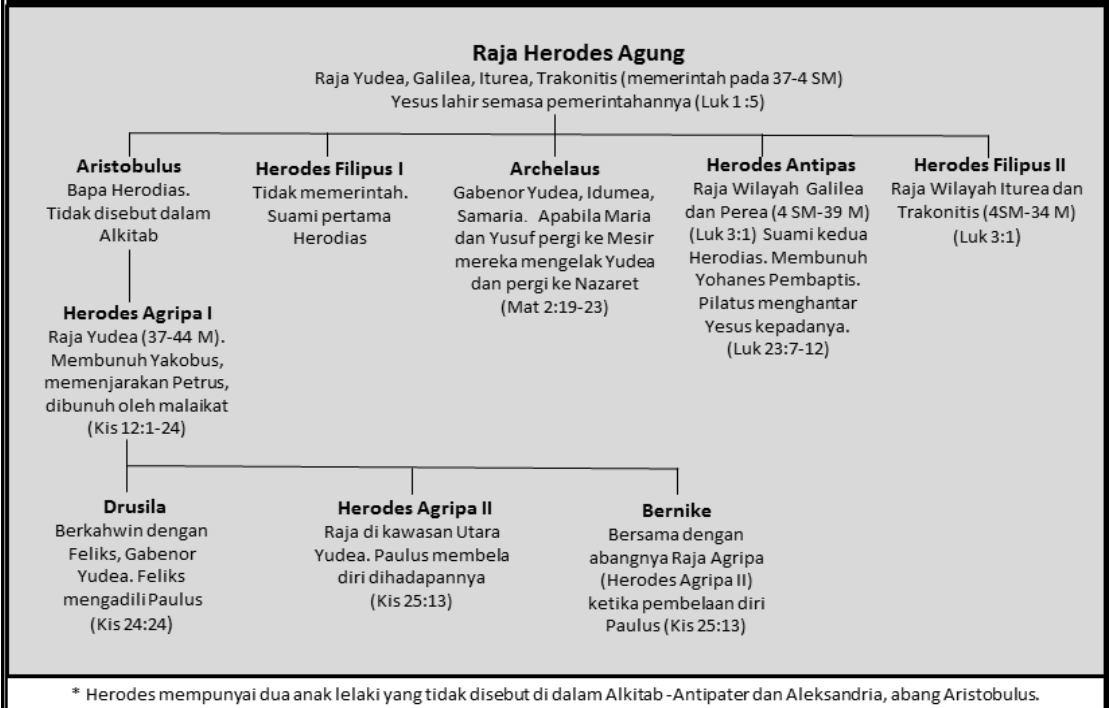 Raja Herodes Agung
Raja Yudea, Galilea, Iturea, Trakonitis (memerintah pada 37-4 SM)
Yesus lahir semasa pemerintahannya (Luk 1:5)
Aristobulus
Bapa Herodias.
Tidak disebut dalam
Alkitab
Herodes Filipus I
Tidak memerintah.
Suami pertama
Herodias
Archelaus
Gabenor Yudea, Idumea,
Samaria. Apabila Maria
dan Yusuf pergi ke Mesir
mereka mengelak Yudea
dan pergi ke Nazaret
(Mat 2:19-23)
Herodes Antipas
Raja Wilayah Galilea
dan Perea (4 SM-39 M)
(Luk 3:1) Suami kedua
Herodias. Membunuh
Yohanes Pembaptis.
Pilatus menghantar
Yesus kepadanya.
(Luk 23:7-12)
Herodes Filipus II
Raja Wilayah Iturea dan
Trakonitis (4SM-34 M)
(Luk 3:1)
Herodes Agripa I
Raja Yudea (37-44 M).
Membunuh Yakobus,
memenjarakan Petrus,
dibunuh oleh malaikat
(Kis 12:1-24)
Drusila
Berkahwin dengan
Feliks, Gabenor
Yudea. Feliks
mengadili Paulus
(Kis 24:24)
Herodes Agripa II
Raja di kawasan Utara
Yudea. Paulus membela
diri dihadapannya
(Kis 25:13)
Bernike
Bersama dengan
abangnya Raja Agripa
(Herodes Agripa II)
ketika pembelaan diri
Paulus (Kis 25:13)
* Herodes mempunyai dua anak lelaki yang tidak disebut di dalam Alkitab -Antipater dan Aleksandria, abang Aristobulus.